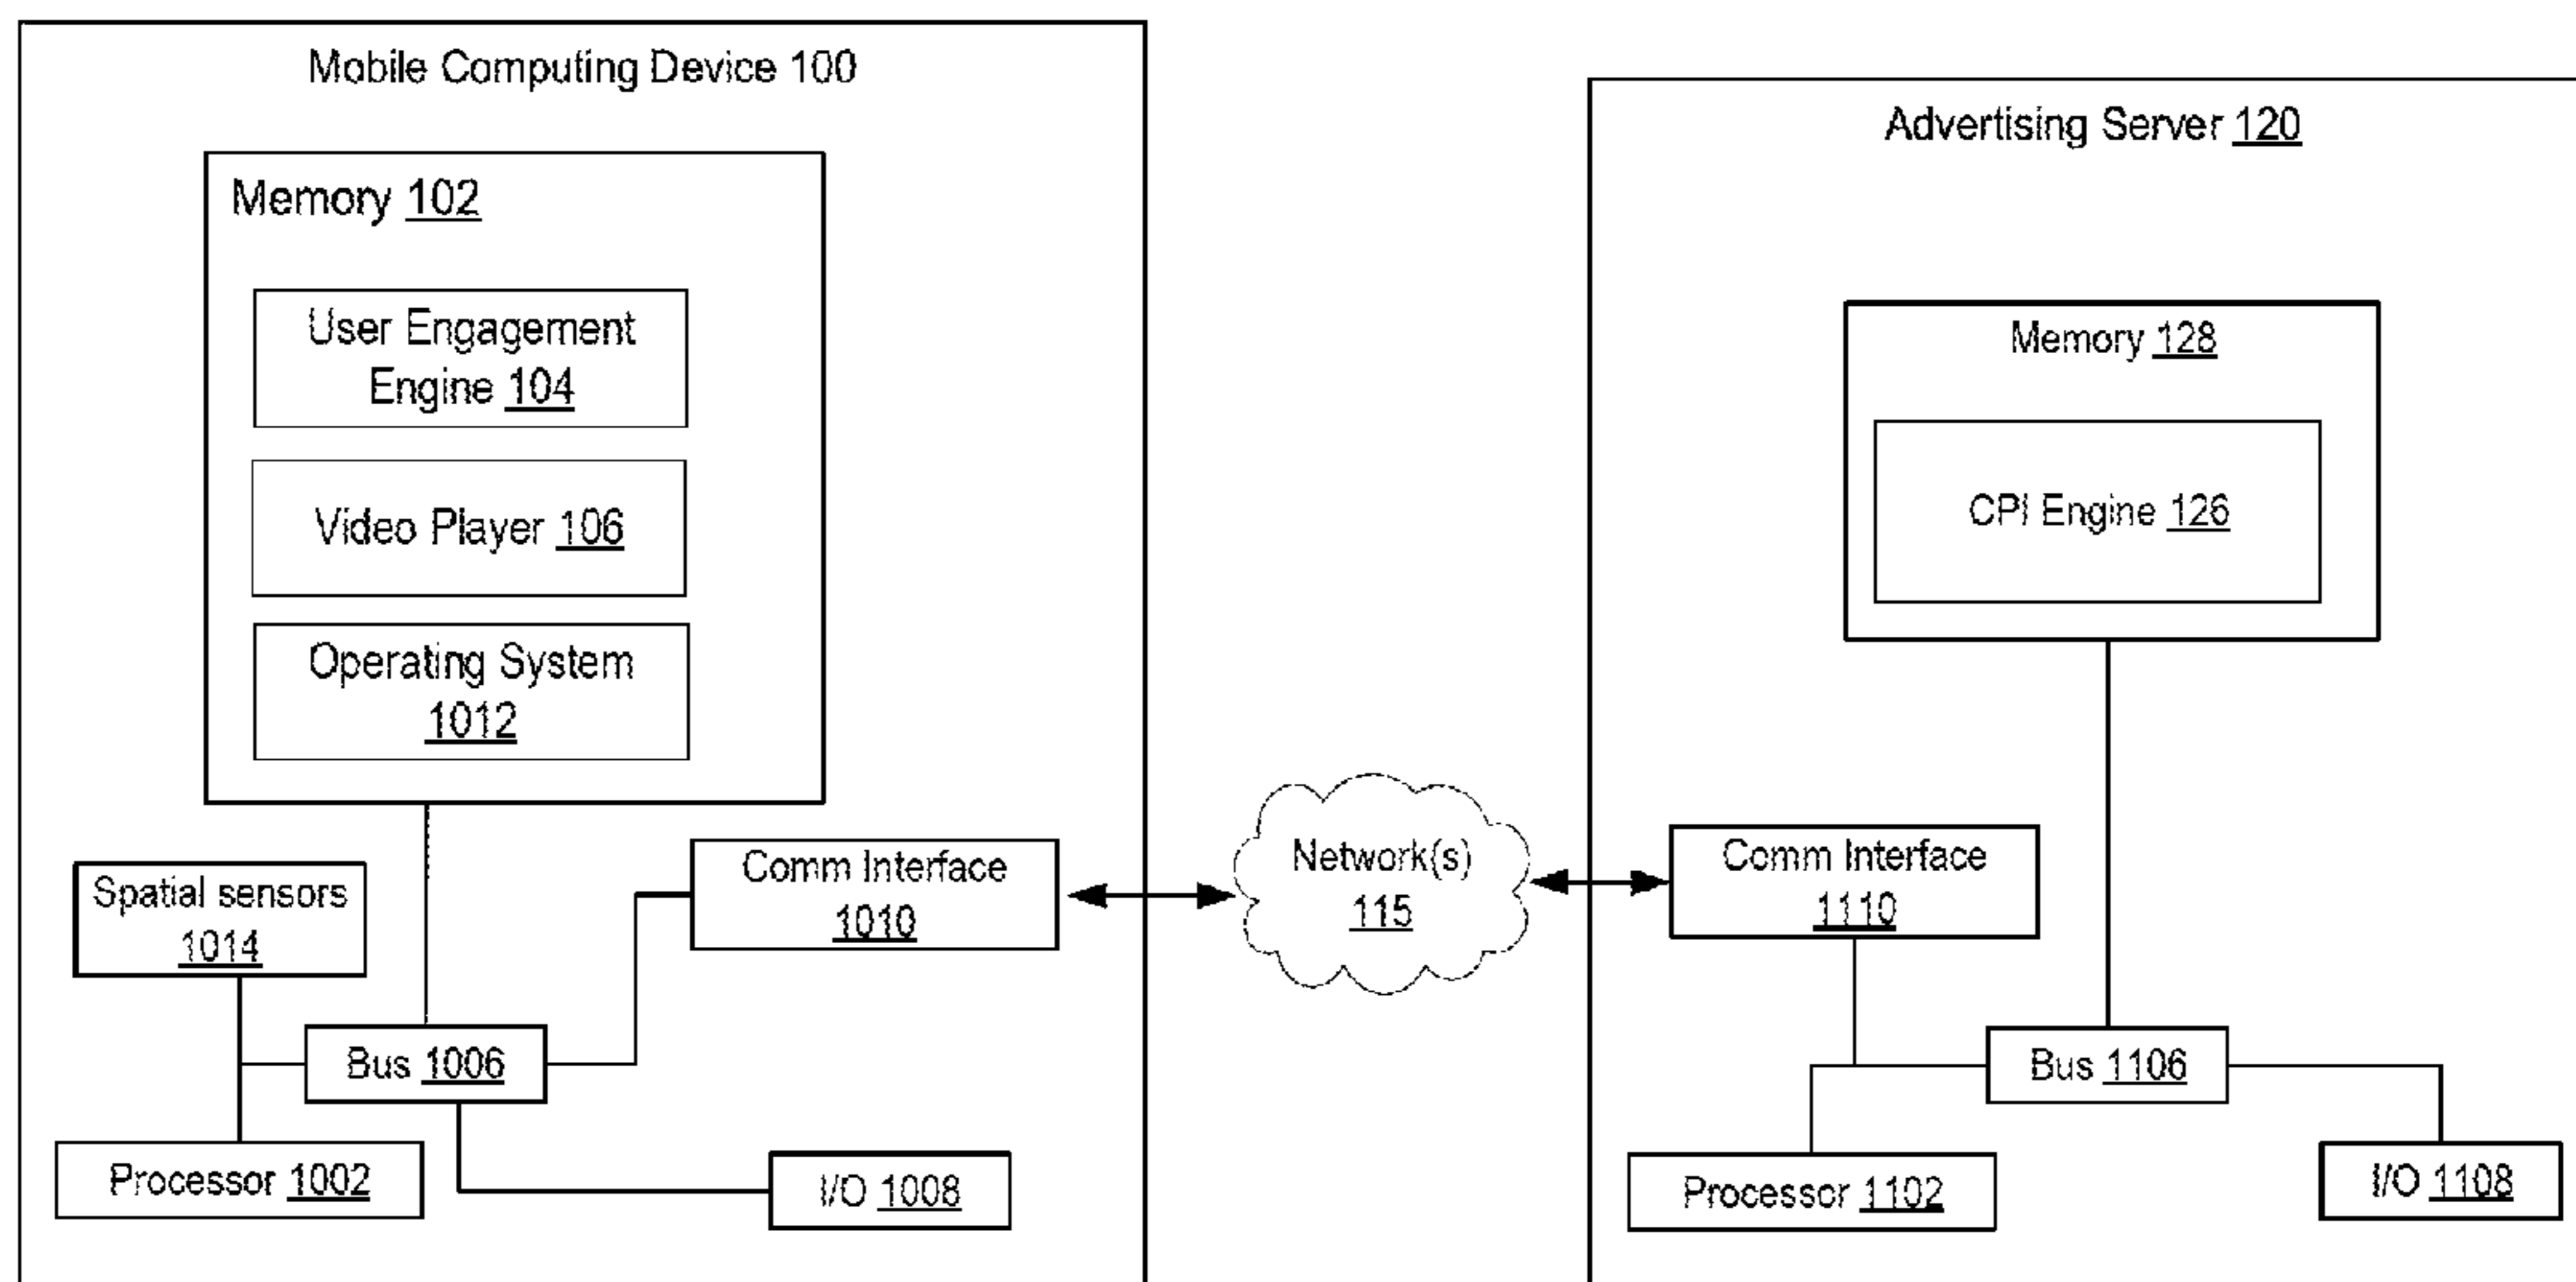 Mobile Computing Device 100
Memory 102
User Engagement
Engine 104
Video Player 106
Operating System
1012
Spatial sensors
1014
Comm Interface
1010
Bus 1006
Processor 1002
I/O 1008
Network(s)
115
Advertising Server 120
Memory 128
CPI Engine 126
Comm Interface
1110
Bus 1106
Processor 1102
I/O 1108